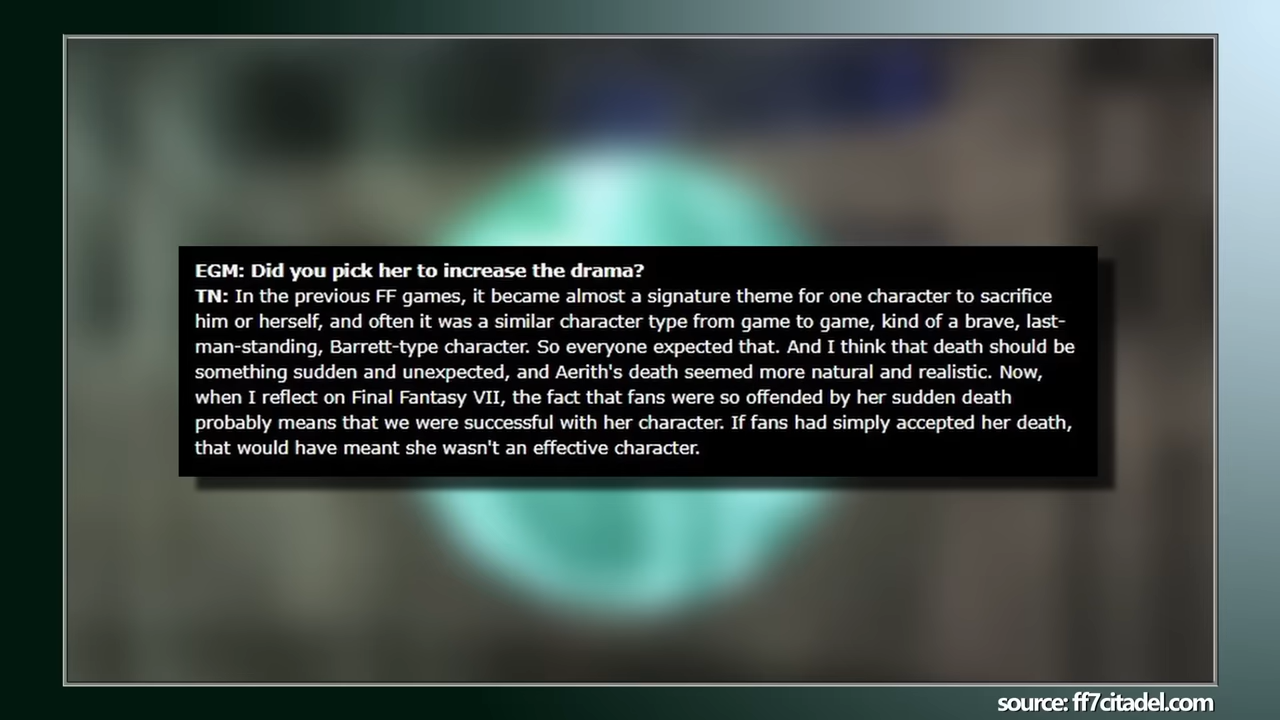 EGM: Did you pick her to increase the drama?
TN: In the previous FF games, it became almost a signature theme for one character to sacrifice
him or herself, and often it was a similar character type from game to game, kind of a brave, last-
man-standing, Barrett-type character. So everyone expected that. And I think that death should be
something sudden and unexpected, and Aerith's death seemed more natural and realistic. Now,
when I reflect on Final Fantasy VII, the fact that fans were so offended by her sudden death
probably means that we were successful with her character. If fans had simply accepted her death,
that would have meant she wasn't an effective character.
source: ff7citadel.com